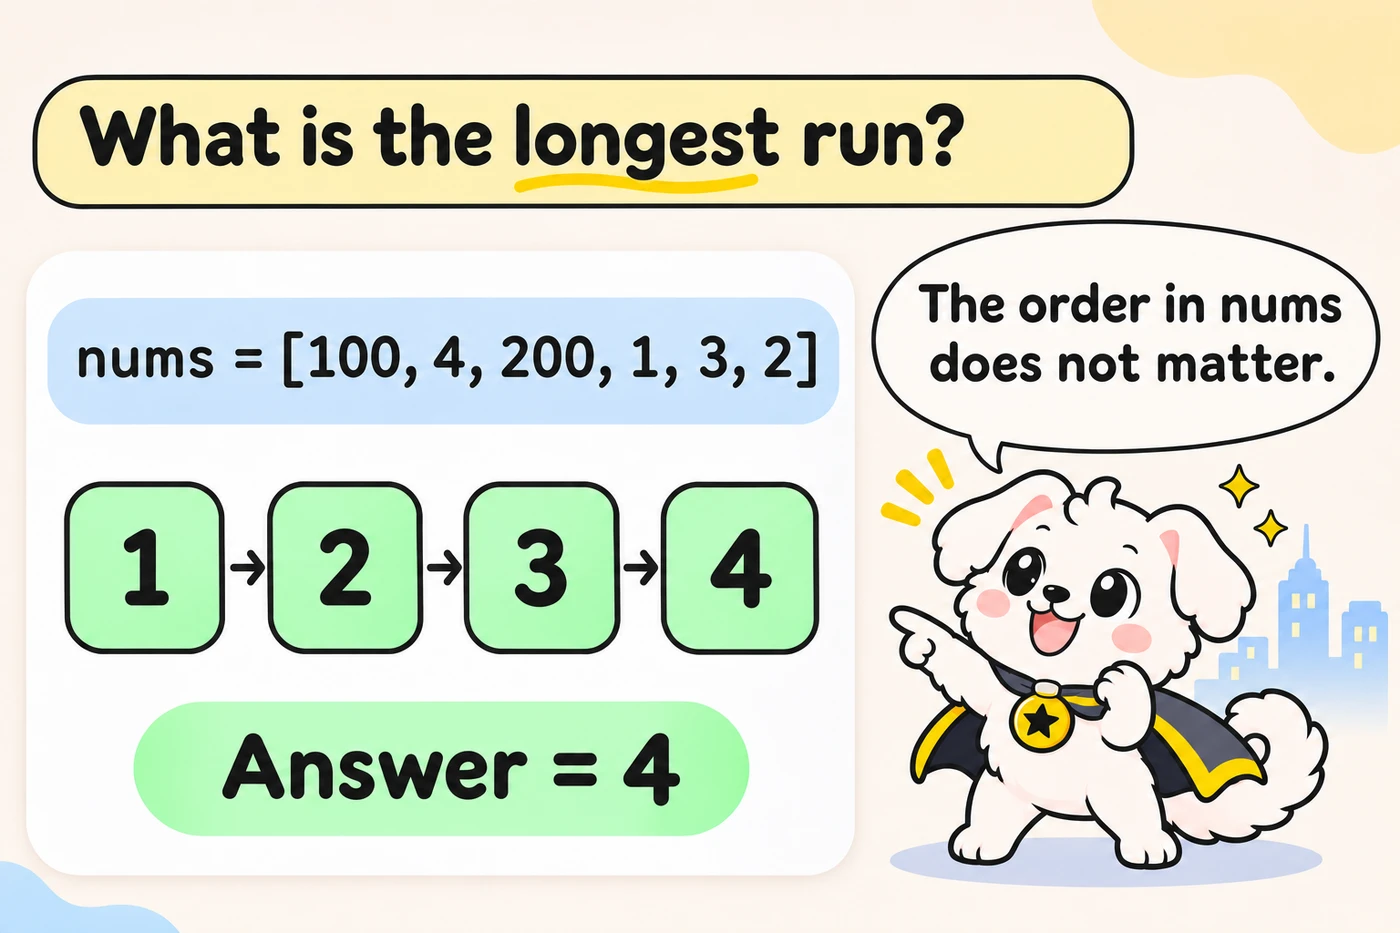 What is the longest run?
The order in nums
does not matter.
nums = [100, 4, 200, 1, 3, 2]
1 → 2 → 3 → 4
Answer = 4